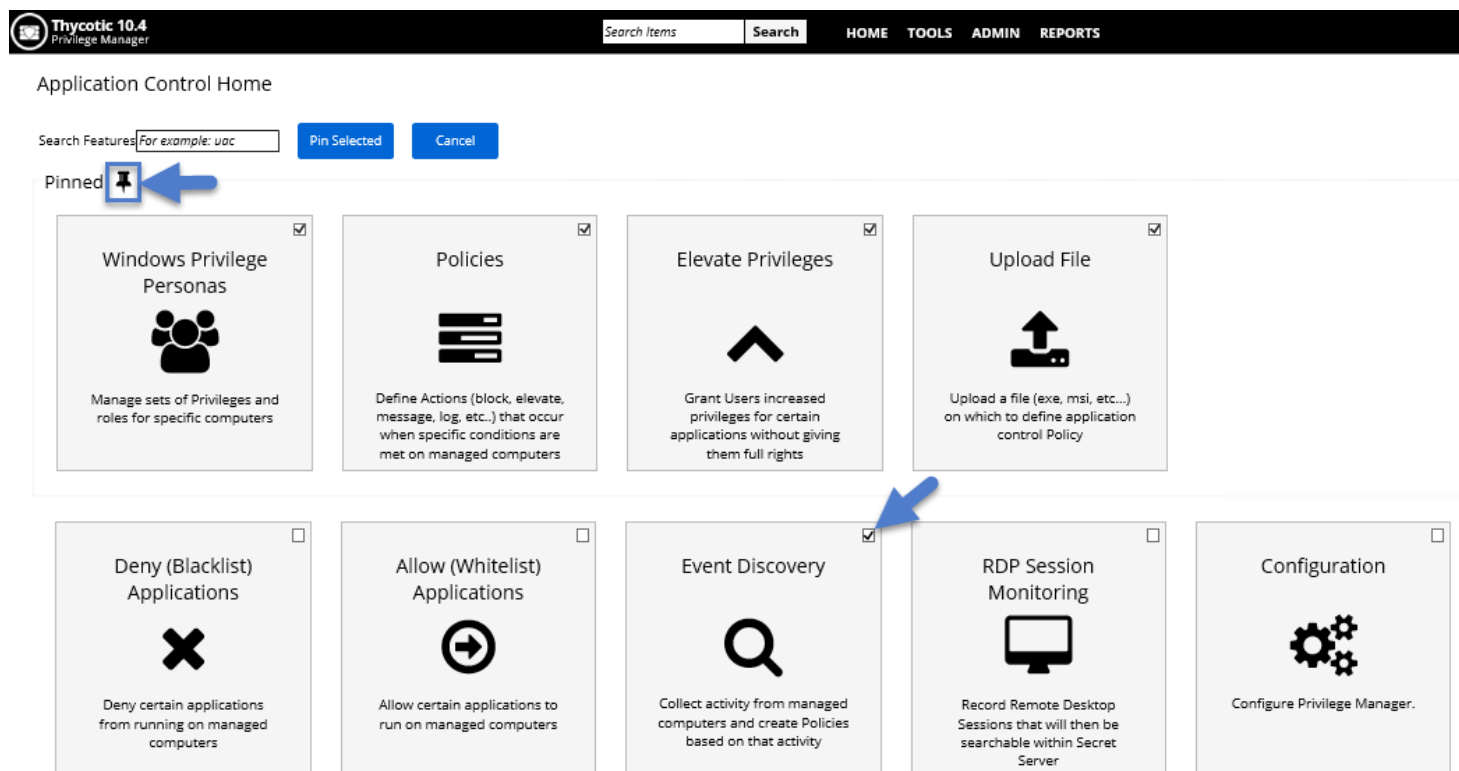 Thycotic 10.4
Privilege Manager
Search Items Search HOME TOOLS ADMIN REPORTS
Application Control Home
Search Features For example: uac Pin Selected Cancel
Pinned
Windows Privilege
Personas
Manage sets of Privileges and
roles for specific computers
Policies
Define Actions (block, elevate,
message, log, etc..) that occur
when specific conditions are
met on managed computers
Elevate Privileges
Grant Users increased
privileges for certain
applications without giving
them full rights
Upload File
Upload a file (exe, msi, etc...)
on which to define application
control Policy
Deny (Blacklist)
Applications
Deny certain applications
from running on managed
computers
Allow (Whitelist)
Applications
Allow certain applications to
run on managed computers
Event Discovery
Collect activity from managed
computers and create Policies
based on that activity
RDP Session
Monitoring
Record Remote Desktop
Sessions that will then be
searchable within Secret
Server
Configuration
Configure Privilege Manager.